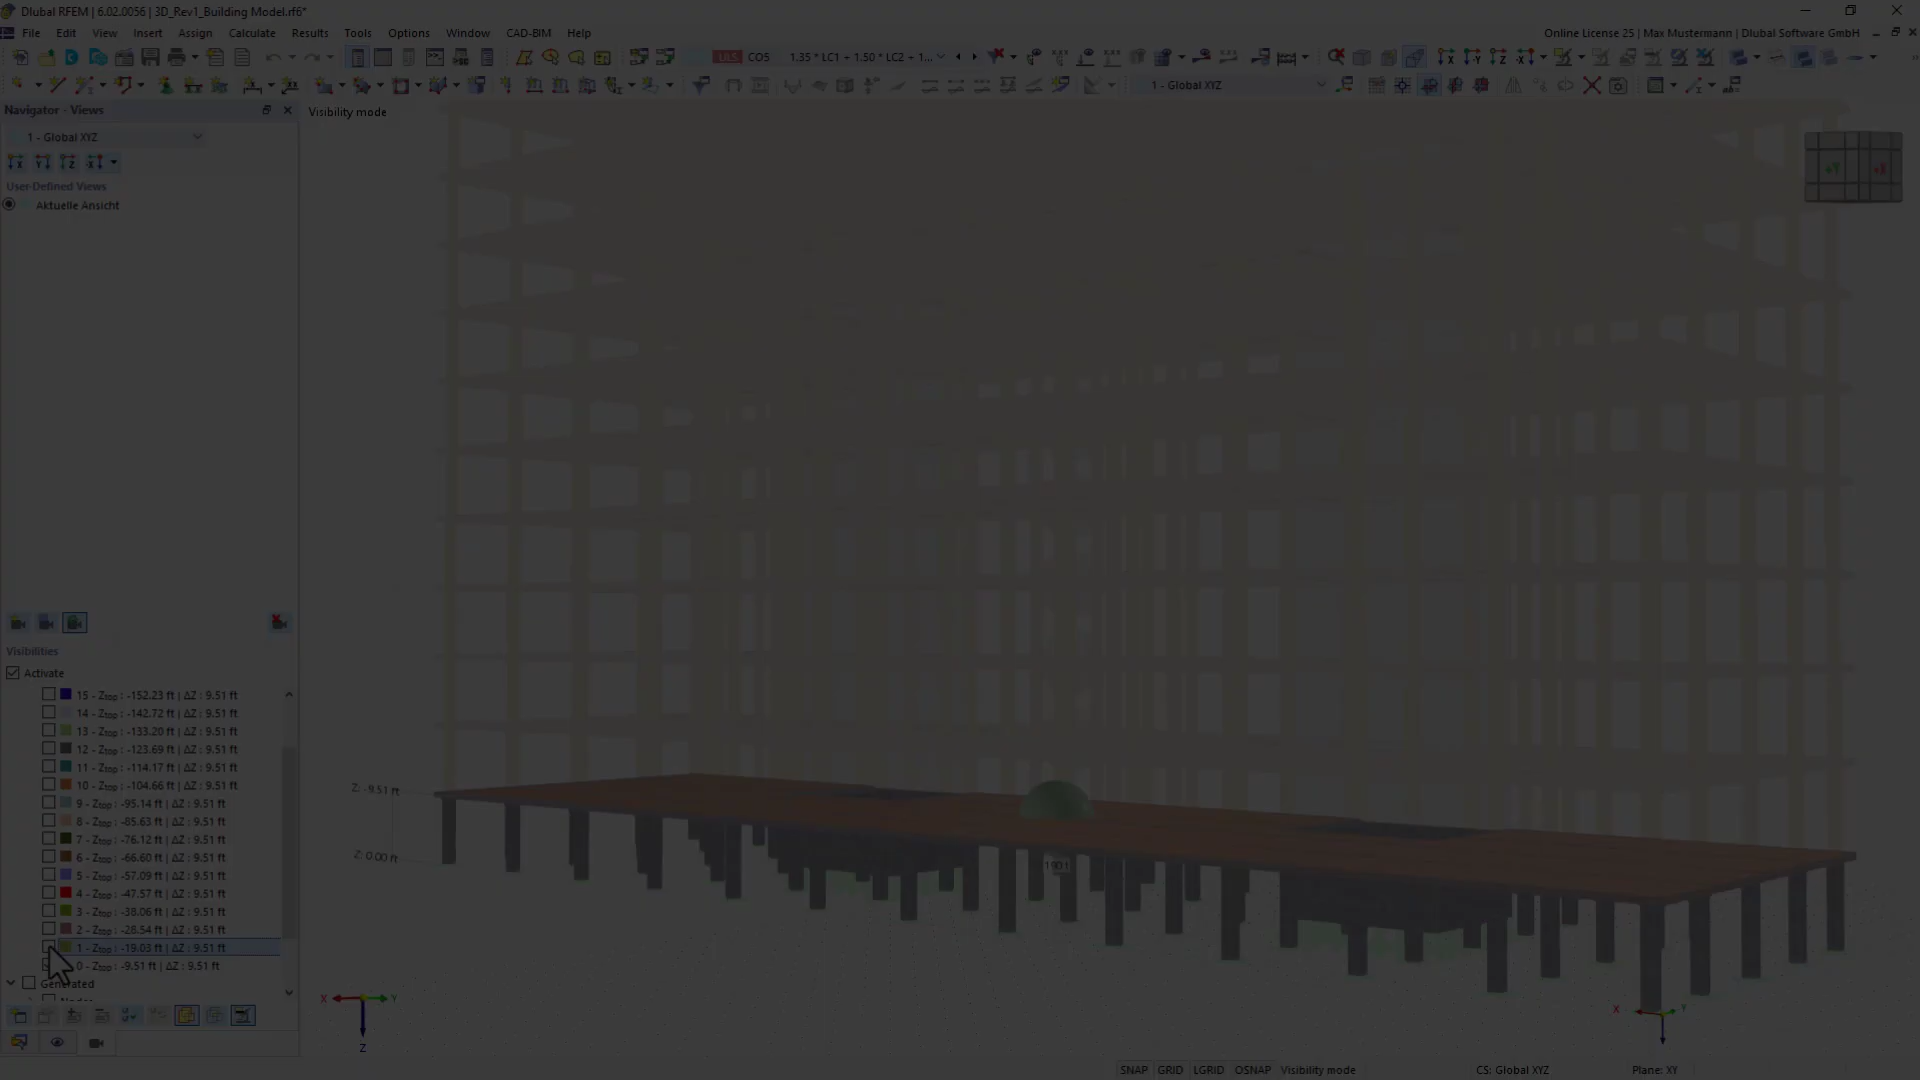 Dlubal RFEM | 6.02.0056 | 3D_Rev1_Building Model.rf6*
File Edit View Insert Assign Calculate Results Tools Options Window CAD-BIM Help
Online License 25 | Max Mustermann | Dlubal Software GmbH
ULS CO5 1.35 * LC1 + 1.50 * LC2 + 1...
1 - Global XYZ
Navigator - Views
Visibility mode
1 - Global XYZ
User-Defined Views
Aktuelle Ansicht
+Y +X
Visibilities
Activate
15 - Ztop : -152.23 ft | ΔZ : 9.51 ft
14 - Ztop : -142.72 ft | ΔZ : 9.51 ft
13 - Ztop : -133.20 ft | ΔZ : 9.51 ft
12 - Ztop : -123.69 ft | ΔZ : 9.51 ft
11 - Ztop : -114.17 ft | ΔZ : 9.51 ft
10 - Ztop : -104.66 ft | ΔZ : 9.51 ft
9 - Ztop : -95.14 ft | ΔZ : 9.51 ft
8 - Ztop : -85.63 ft | ΔZ : 9.51 ft
7 - Ztop : -76.12 ft | ΔZ : 9.51 ft
6 - Ztop : -66.60 ft | ΔZ : 9.51 ft
5 - Ztop : -57.09 ft | ΔZ : 9.51 ft
4 - Ztop : -47.57 ft | ΔZ : 9.51 ft
3 - Ztop : -38.06 ft | ΔZ : 9.51 ft
2 - Ztop : -28.54 ft | ΔZ : 9.51 ft
1 - Ztop : -19.03 ft | ΔZ : 9.51 ft
0 - Ztop : -9.51 ft | ΔZ : 9.51 ft
Generated
Z: -9.51 ft
Z: 0.00 ft
X Y
Z
X Y
SNAP GRID LGRID OSNAP Visibility mode
CS: Global XYZ
Plane: XY